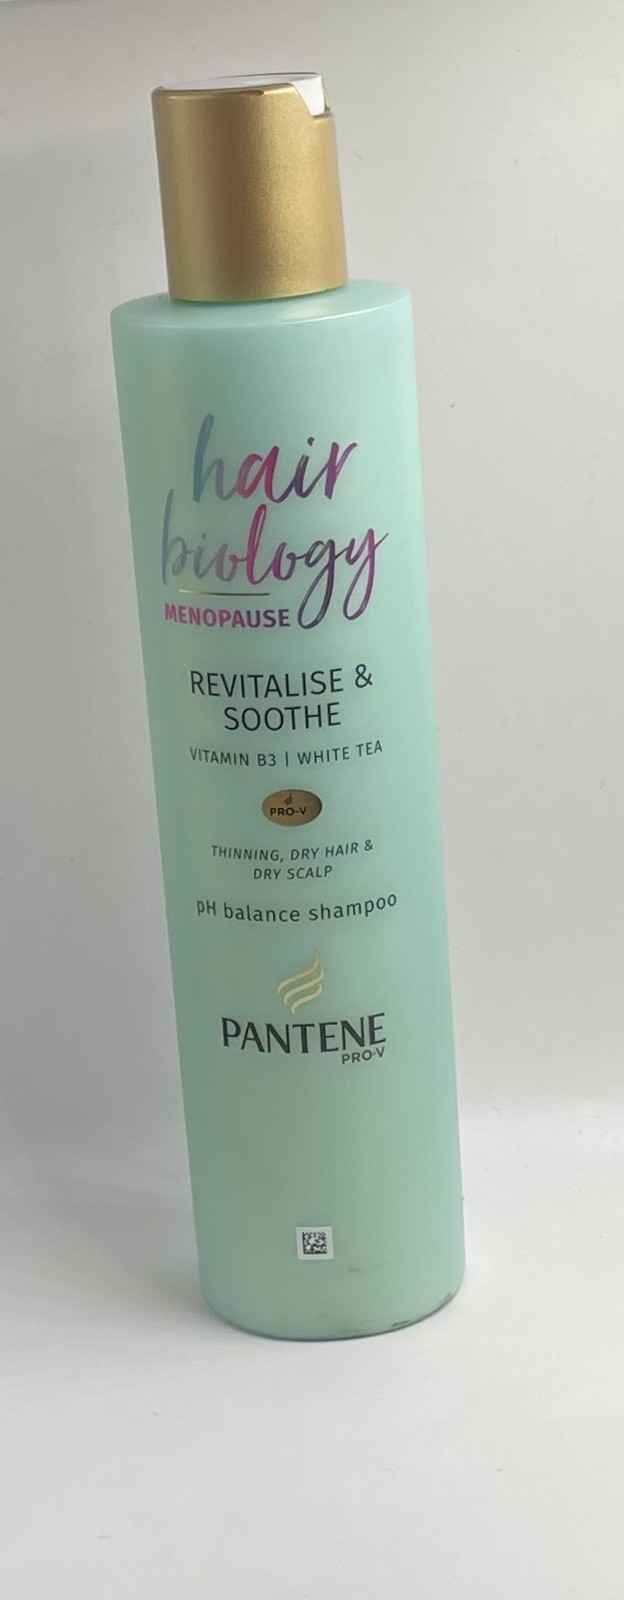 hair
biology
MENOPAUSE
REVITALISE &
SOOTHE
VITAMIN B3 | WHITE TEA
PRO-V
THINNING, DRY HAIR &
DRY SCALP
pH balance shampoo
PANTENE
PRO-V